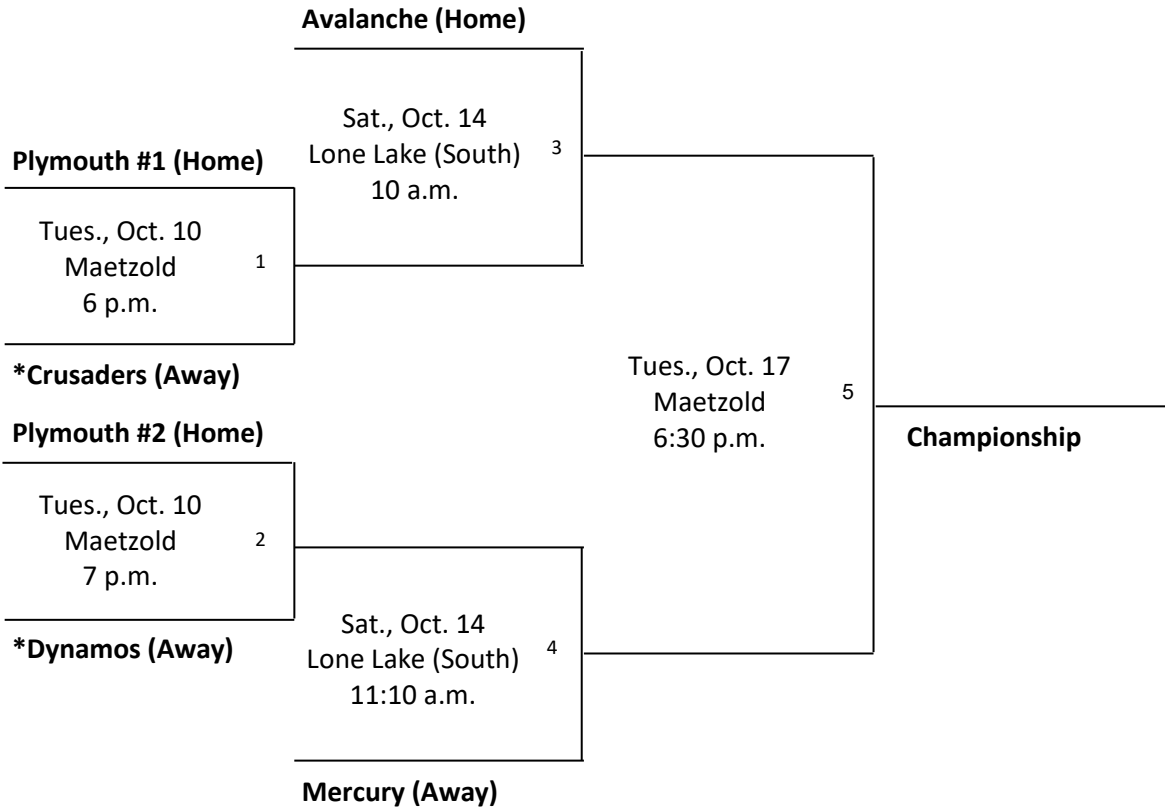 Avalanche (Home)
Sat., Oct. 14
Lone Lake (South)
10 a.m.
3
Plymouth #1 (Home)
Tues., Oct. 10
Maetzold
6 p.m.
1
*Crusaders (Away)
Tues., Oct. 17
Maetzold
6:30 p.m.
5
Championship
Plymouth #2 (Home)
Tues., Oct. 10
Maetzold
7 p.m.
2
*Dynamos (Away)
Sat., Oct. 14
Lone Lake (South)
11:10 a.m.
4
Mercury (Away)